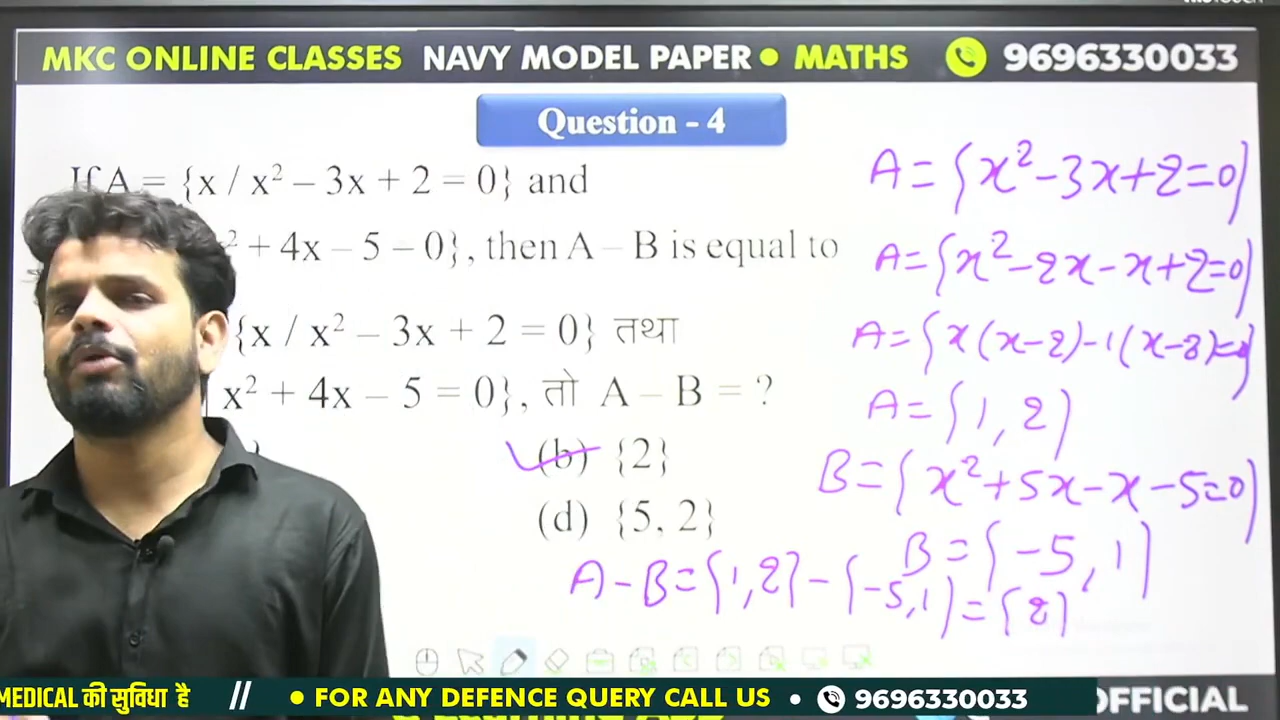 MKC ONLINE CLASSES NAVY MODEL PAPER • MATHS 9696330033
Question - 4
If A = {x / x² – 3x + 2 = 0} and
² + 4x – 5 – 0}, then A – B is equal to
{x / x² – 3x + 2 = 0} तथा
x² + 4x – 5 = 0}, तो A – B = ?
(b) {2}
(d) {5, 2}
A = {x² - 3x + 2 = 0}
A = {x² - 2x - x + 2 = 0}
A = {x(x-2) - 1(x-2) = 0}
A = {1, 2}
B = {x² + 5x - x - 5 = 0}
B = {-5, 1}
A - B = {1, 2} - {-5, 1} = {2}
MEDICAL की सुविधा है // • FOR ANY DEFENCE QUERY CALL US • 9696330033 OFFICIAL